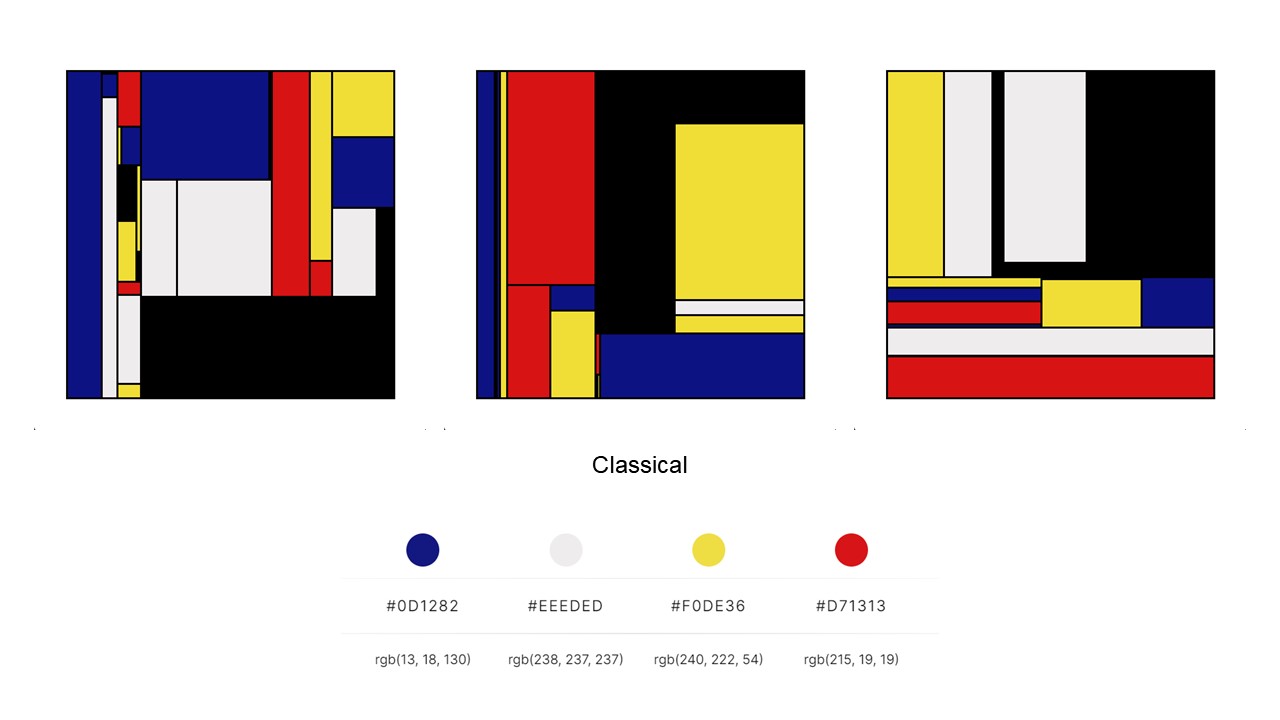 Classical
#0D1282 #EEEDED #F0DE36 #D71313
rgb(13, 18, 130) rgb(238, 237, 237) rgb(240, 222, 54) rgb(215, 19, 19)